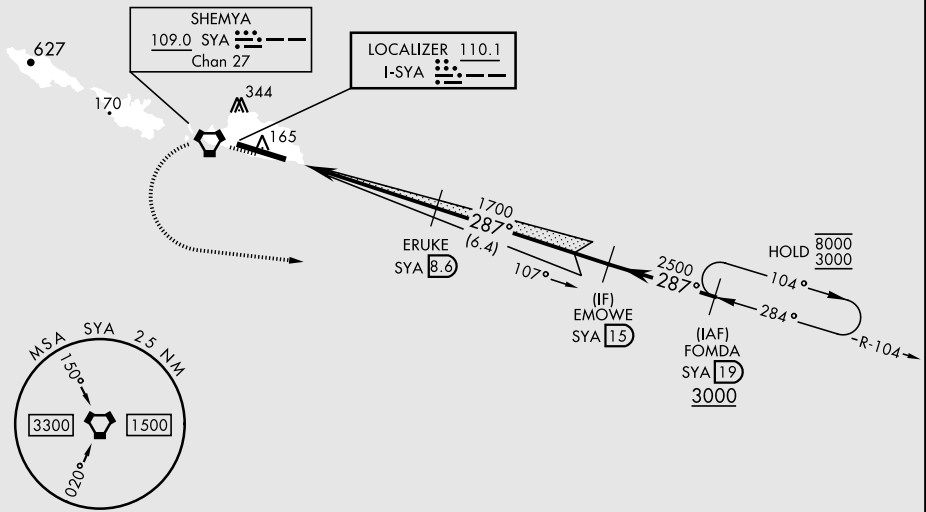 SHEMYA
109.0 SYA
Chan 27
LOCALIZER 110.1
I-SYA
627
170
344
165
1700
287°
(6.4)
107°
ERUKE
SYA 8.6
2500
287°
(IF)
EMOWE
SYA 15
HOLD 8000
3000
104°
284°
R-104
(IAF)
FOMDA
SYA 19
3000
MSA SYA 25 NM
150°
3300
1500
020°